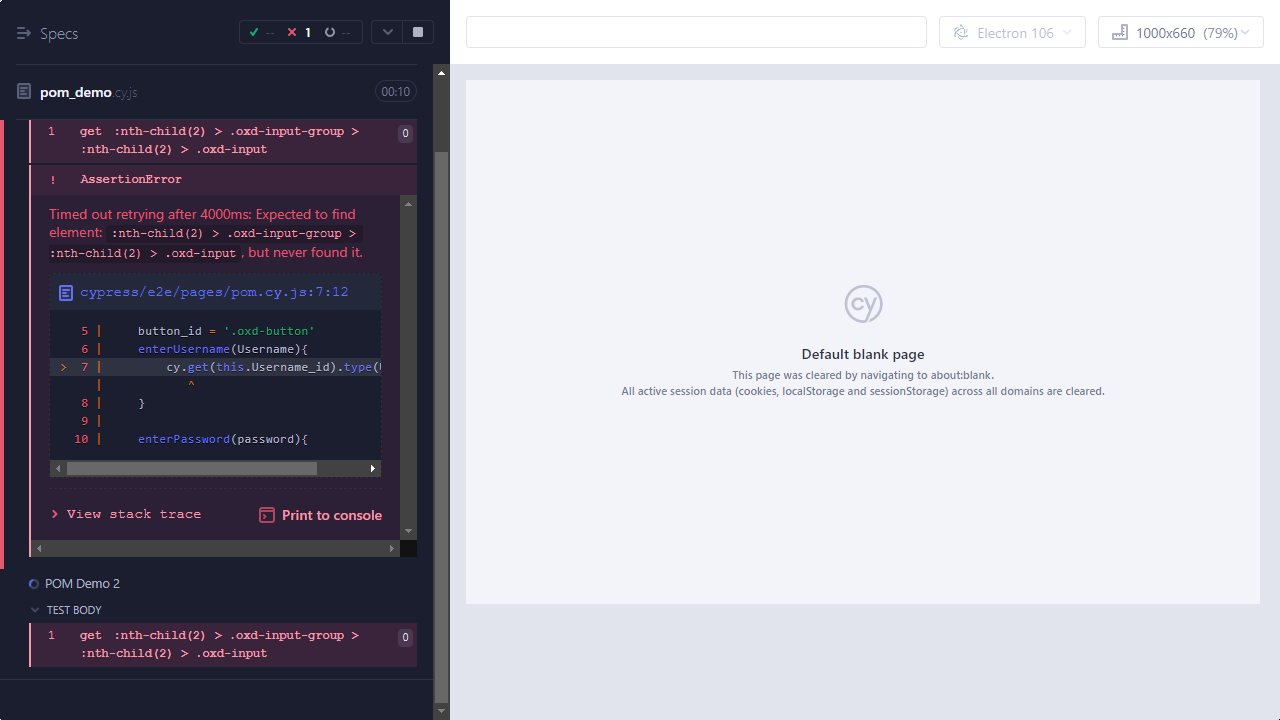 Specs
-- 1 --
Electron 106
1000x660 (79%)
pom_demo.cy.js
00:10
1 get :nth-child(2) > .oxd-input-group > 0
:nth-child(2) > .oxd-input
! AssertionError
Timed out retrying after 4000ms: Expected to find
element: :nth-child(2) > .oxd-input-group >
:nth-child(2) > .oxd-input, but never found it.
cypress/e2e/pages/pom.cy.js:7:12
5 | button_id = '.oxd-button'
6 | enterUsername(Username){
> 7 | cy.get(this.Username_id).type(
| ^
8 | }
9 |
10 | enterPassword(password){
> View stack trace
Print to console
POM Demo 2
TEST BODY
1 get :nth-child(2) > .oxd-input-group > 0
:nth-child(2) > .oxd-input
cy
Default blank page
This page was cleared by navigating to about:blank.
All active session data (cookies, localStorage and sessionStorage) across all domains are cleared.